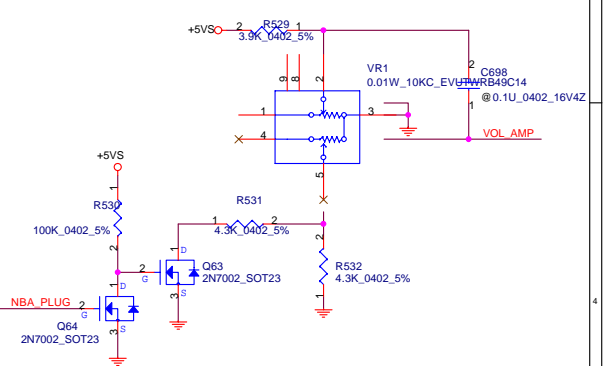 +5VS
2
R529
1
3.9K_0402_5%
9
8
2
VR1
0.01W_10KC_EVUTWRB49C14
2
C698
@0.1U_0402_16V4Z
1
1
3
4
VOL_AMP
5
+5VS
1
R530
100K_0402_5%
2
R531
1
2
4.3K_0402_5%
2
R532
4.3K_0402_5%
1
1
D
Q63
2N7002_SOT23
2
G
3
S
1
D
NBA_PLUG
2
G
3
S
Q64
2N7002_SOT23
4